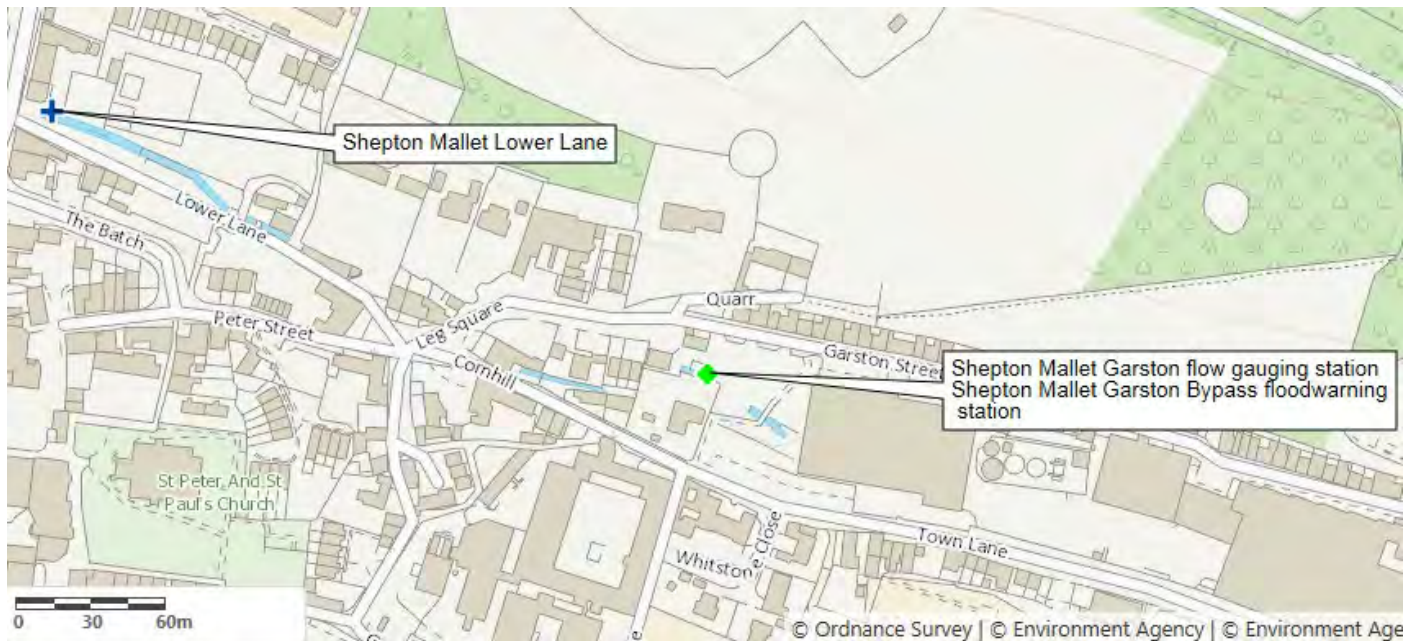 Shepton Mallet Lower Lane
Lower Lane
The Batch
Quarr
Peter Street
Leg Square
Cornhill
Garston Street
Shepton Mallet Garston flow gauging station
Shepton Mallet Garston Bypass floodwarning
station
St Peter And St
Paul's Church
Town Lane
Whitstone Close
0 30 60m
© Ordnance Survey | © Environment Agency | © Environment Age